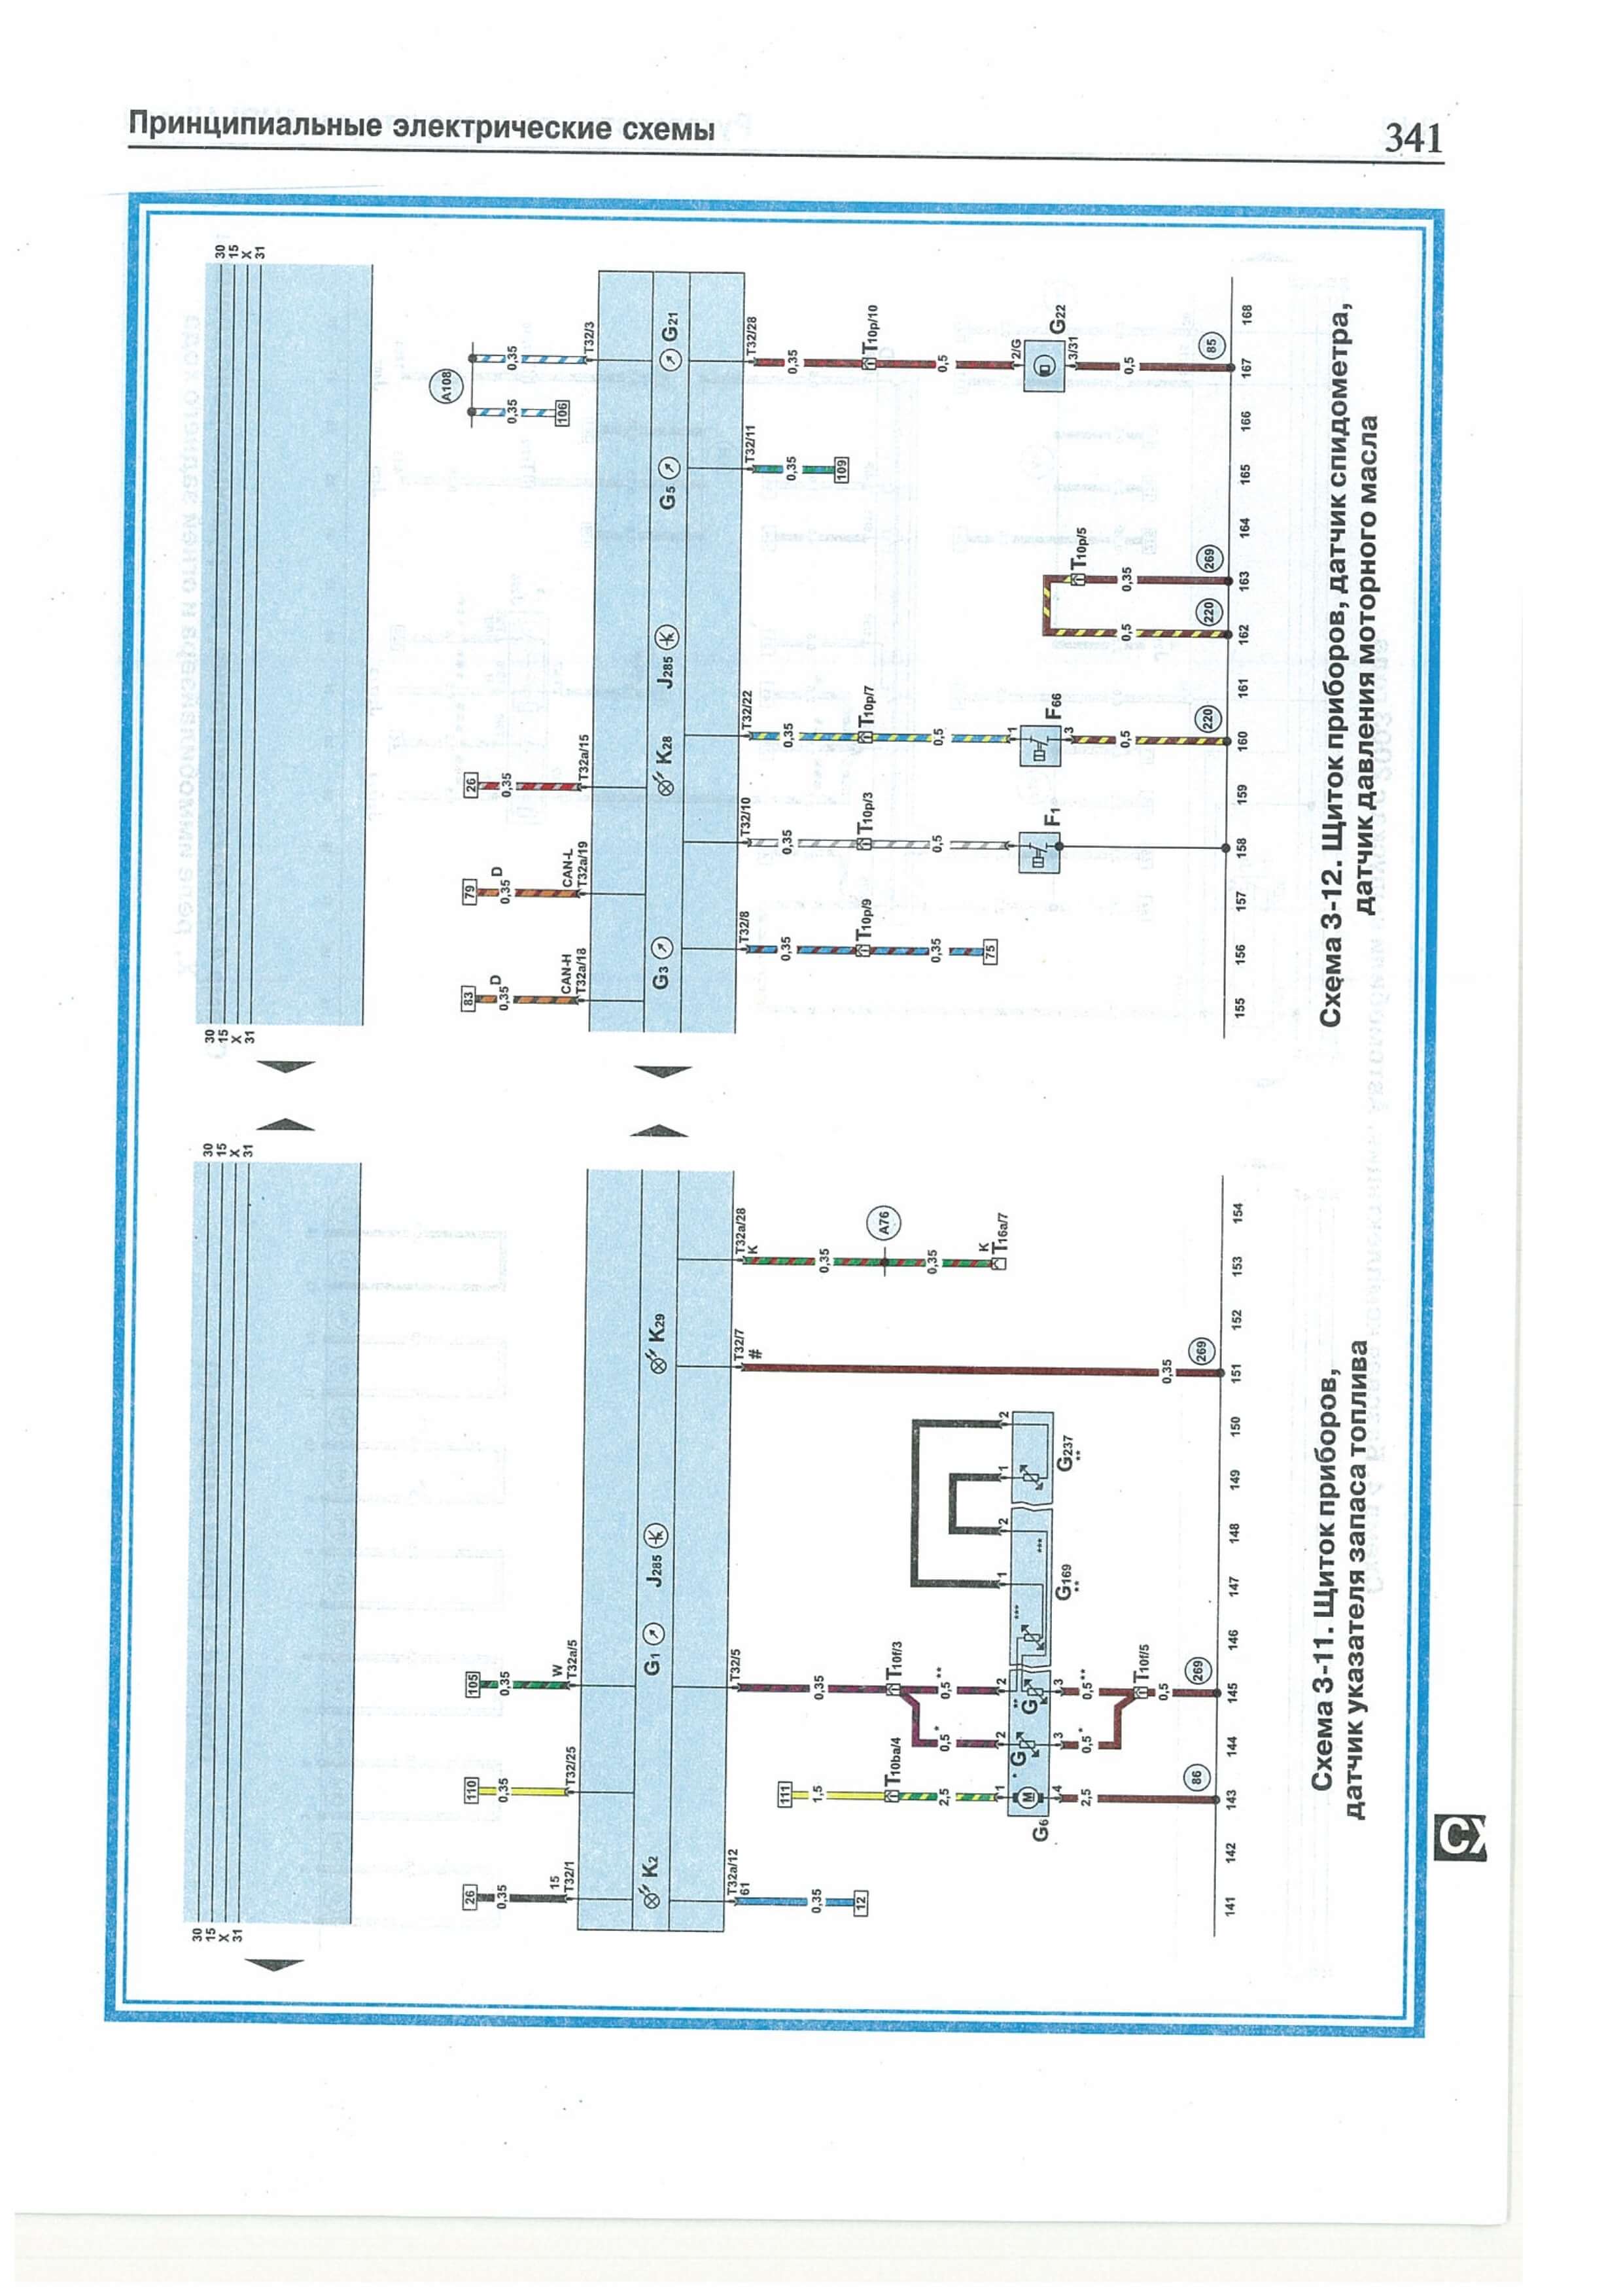 Принципиальные электрические схемы
341
30
15
X
31
30
15
X
31
K2
G1
J285
K29
26
0,35
15
T32/1
110
0,35
T32/25
105
0,35
W
T32a/5
T32a/12
61
0,35
12
T32/5
0,35
T10f/3
0,5*
0,5**
111
1,5
T10ba/4
2,5
1
2
2
G6
M
* G
** G
4
3
3
2,5
0,5*
0,5**
T10f/5
0,5
86
269
***
***
G169
**
1
2
1
2
G237
**
T32/7
#
0,35
269
T32a/28
K
0,35
A76
0,35
K
T16a/7
141
142
143
144
145
146
147
148
149
150
151
152
153
154
Схема 3-11. Щиток приборов,
датчик указателя запаса топлива
30
15
X
31
30
15
X
31
83
D
0,35
CAN-H
T32a/18
79
D
0,35
CAN-L
T32a/19
26
0,35
T32a/15
A108
0,35
106
0,35
T32/3
G3
K28
J285
G5
G21
T32/8
0,35
T10p/9
0,35
75
T32/10
0,35
T10p/3
0,5
F1
T32/22
0,35
T10p/7
0,5
1
F66
3
0,5
220
0,5
220
T10p/5
0,35
269
T32/11
0,35
109
T32/28
0,35
T10p/10
0,5
2/G
G22
3/31
0,5
85
155
156
157
158
159
160
161
162
163
164
165
166
167
168
Схема 3-12. Щиток приборов, датчик спидометра,
датчик давления моторного масла